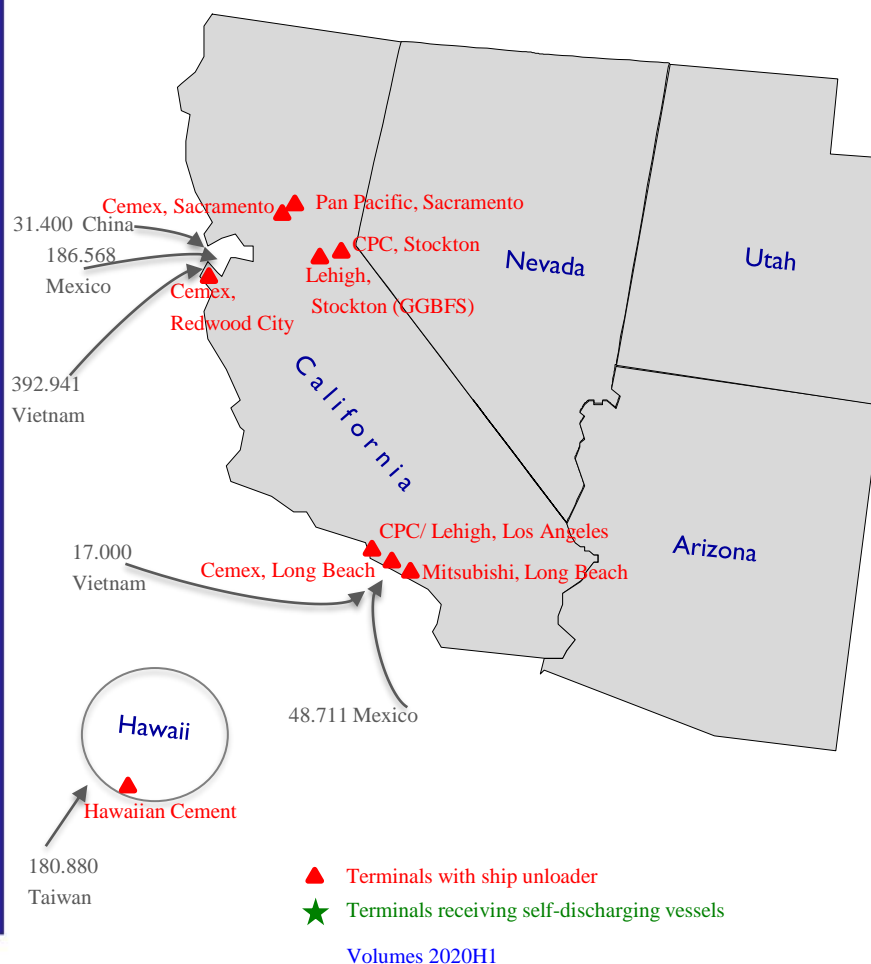 Cemex, Sacramento
Pan Pacific, Sacramento
31.400 China
186.568
Mexico
CPC, Stockton
Lehigh,
Stockton (GGBFS)
Cemex,
Redwood City
Nevada
Utah
392.941
Vietnam
California
CPC/ Lehigh, Los Angeles
Arizona
17.000
Vietnam
Cemex, Long Beach
Mitsubishi, Long Beach
48.711 Mexico
Hawaii
Hawaiian Cement
180.880
Taiwan
Terminals with ship unloader
Terminals receiving self-discharging vessels
Volumes 2020H1